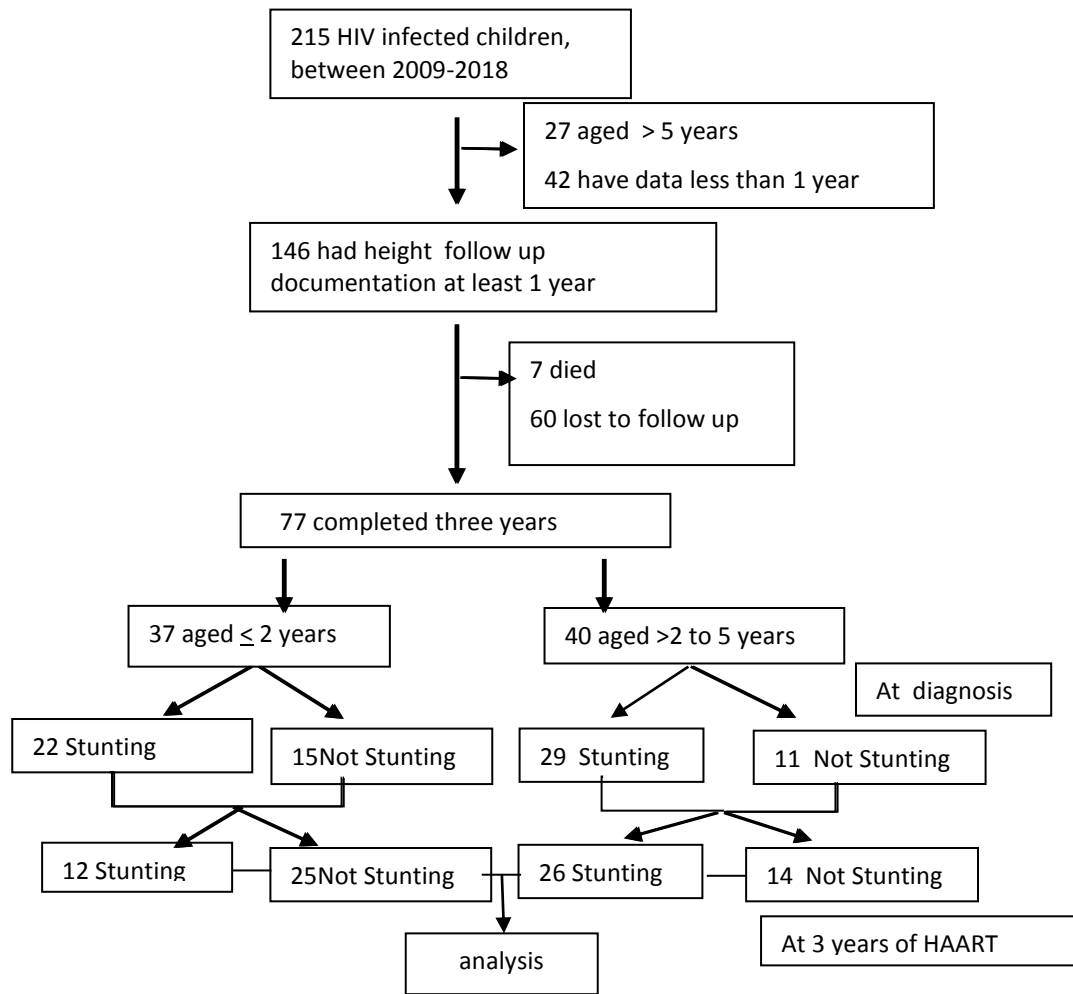 215 HIV infected children,
between 2009-2018
27 aged > 5 years
42 have data less than 1 year
146 had height follow up
documentation at least 1 year
7 died
60 lost to follow up
77 completed three years
37 aged ≤ 2 years
40 aged >2 to 5 years
At diagnosis
22 Stunting
15Not Stunting
29 Stunting
11 Not Stunting
12 Stunting
25Not Stunting
26 Stunting
14 Not Stunting
At 3 years of HAART
analysis